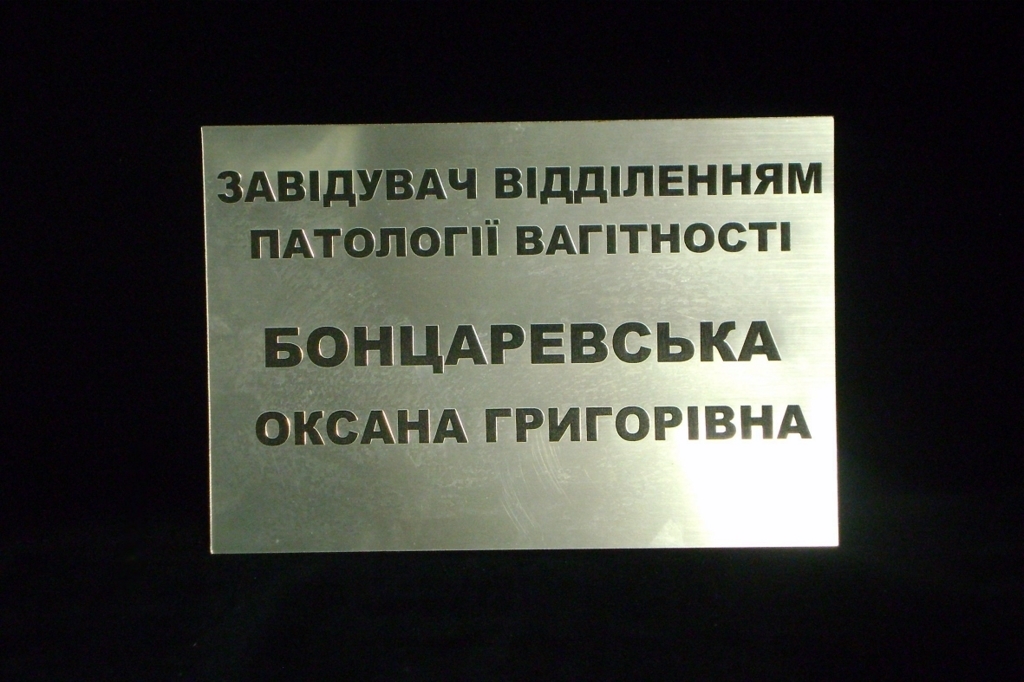 ЗАВІДУВАЧ ВІДДІЛЕННЯМ
ПАТОЛОГІЇ ВАГІТНОСТІ
БОНЦАРЕВСЬКА
ОКСАНА ГРИГОРІВНА